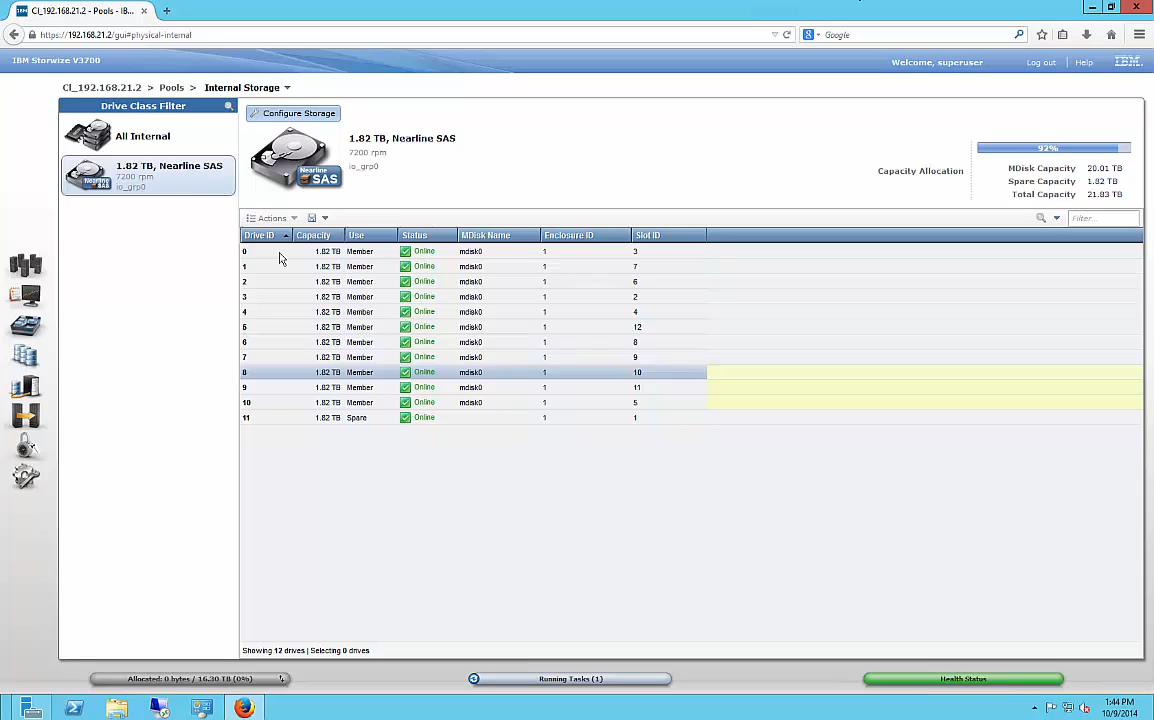 CI_192.168.21.2 - Pools - IB...
https://192.168.21.2/gui#physical-internal
Google
IBM Storwize V3700
Welcome, superuser
Log out
Help
IBM
CI_192.168.21.2 > Pools > Internal Storage
Drive Class Filter
All Internal
1.82 TB, Nearline SAS
7200 rpm
io_grp0
Configure Storage
Nearline
SAS
1.82 TB, Nearline SAS
7200 rpm
io_grp0
Capacity Allocation
92%
MDisk Capacity 20.01 TB
Spare Capacity 1.82 TB
Total Capacity 21.83 TB
Actions
Filter...
Drive ID Capacity Use Status MDisk Name Enclosure ID Slot ID
0 1.82 TB Member Online mdisk0 1 3
1 1.82 TB Member Online mdisk0 1 7
2 1.82 TB Member Online mdisk0 1 6
3 1.82 TB Member Online mdisk0 1 2
4 1.82 TB Member Online mdisk0 1 4
5 1.82 TB Member Online mdisk0 1 12
6 1.82 TB Member Online mdisk0 1 8
7 1.82 TB Member Online mdisk0 1 9
8 1.82 TB Member Online mdisk0 1 10
9 1.82 TB Member Online mdisk0 1 11
10 1.82 TB Member Online mdisk0 1 5
11 1.82 TB Spare Online 1 1
Showing 12 drives | Selecting 0 drives
Allocated: 0 bytes / 16.30 TB (0%)
Running Tasks (1)
Health Status
1:44 PM
10/9/2014